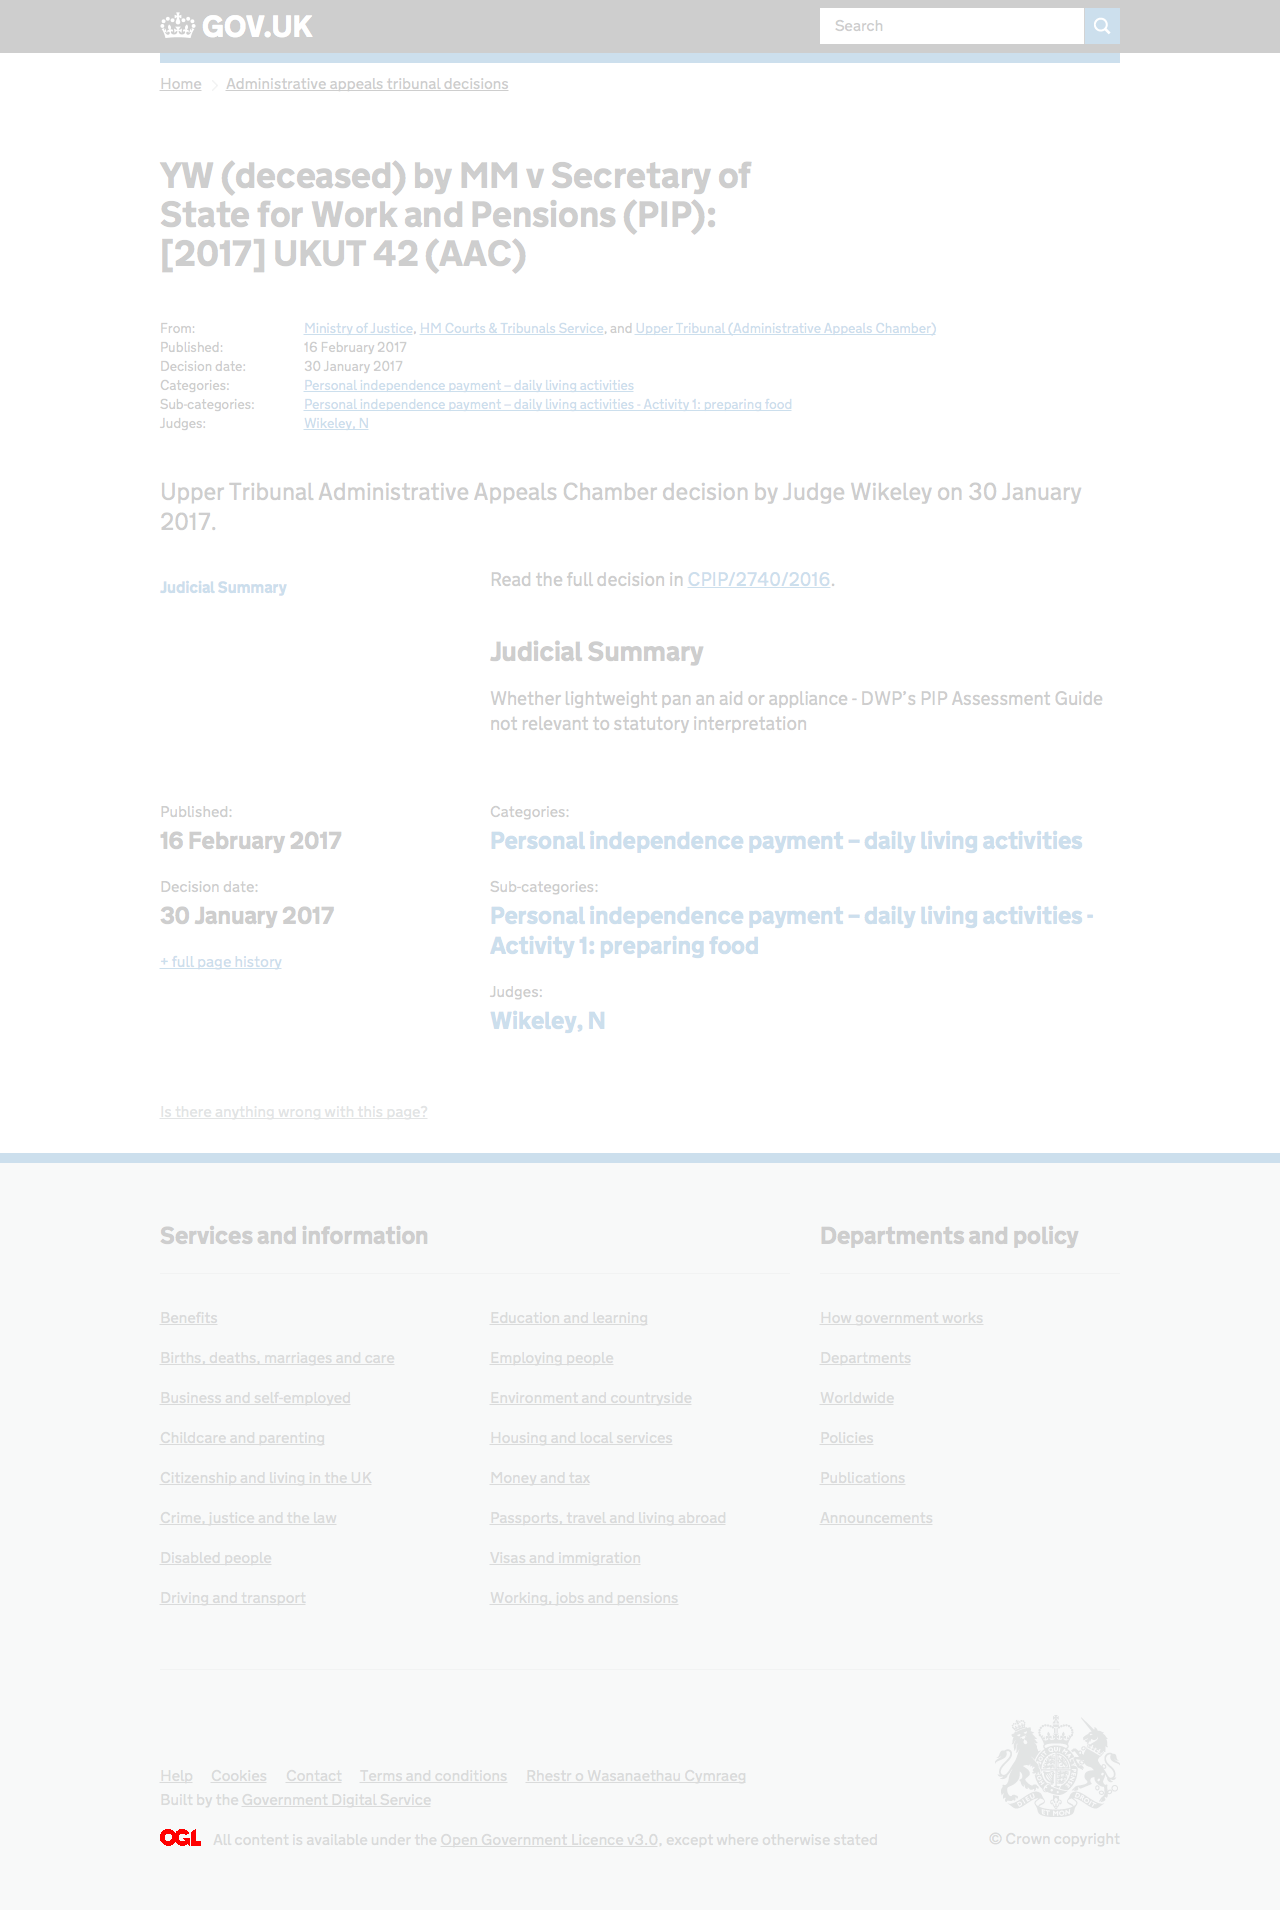 GOV.UK
Search
Home
Administrative appeals tribunal decisions
YW (deceased) by MM v Secretary of
State for Work and Pensions (PIP):
[2017] UKUT 42 (AAC)
From: Ministry of Justice, HM Courts & Tribunals Service, and Upper Tribunal (Administrative Appeals Chamber)
Published: 16 February 2017
Decision date: 30 January 2017
Categories: Personal independence payment – daily living activities
Sub-categories: Personal independence payment – daily living activities - Activity 1: preparing food
Judges: Wikeley, N
Upper Tribunal Administrative Appeals Chamber decision by Judge Wikeley on 30 January
2017.
Judicial Summary
Read the full decision in CPIP/2740/2016.
Judicial Summary
Whether lightweight pan an aid or appliance - DWP’s PIP Assessment Guide
not relevant to statutory interpretation
Published:
16 February 2017
Decision date:
30 January 2017
+ full page history
Categories:
Personal independence payment – daily living activities
Sub-categories:
Personal independence payment – daily living activities -
Activity 1: preparing food
Judges:
Wikeley, N
Is there anything wrong with this page?
Services and information
Benefits
Births, deaths, marriages and care
Business and self-employed
Childcare and parenting
Citizenship and living in the UK
Crime, justice and the law
Disabled people
Driving and transport
Education and learning
Employing people
Environment and countryside
Housing and local services
Money and tax
Passports, travel and living abroad
Visas and immigration
Working, jobs and pensions
Departments and policy
How government works
Departments
Worldwide
Policies
Publications
Announcements
Help Cookies Contact Terms and conditions Rhestr o Wasanaethau Cymraeg
Built by the Government Digital Service
OGL All content is available under the Open Government Licence v3.0, except where otherwise stated
© Crown copyright